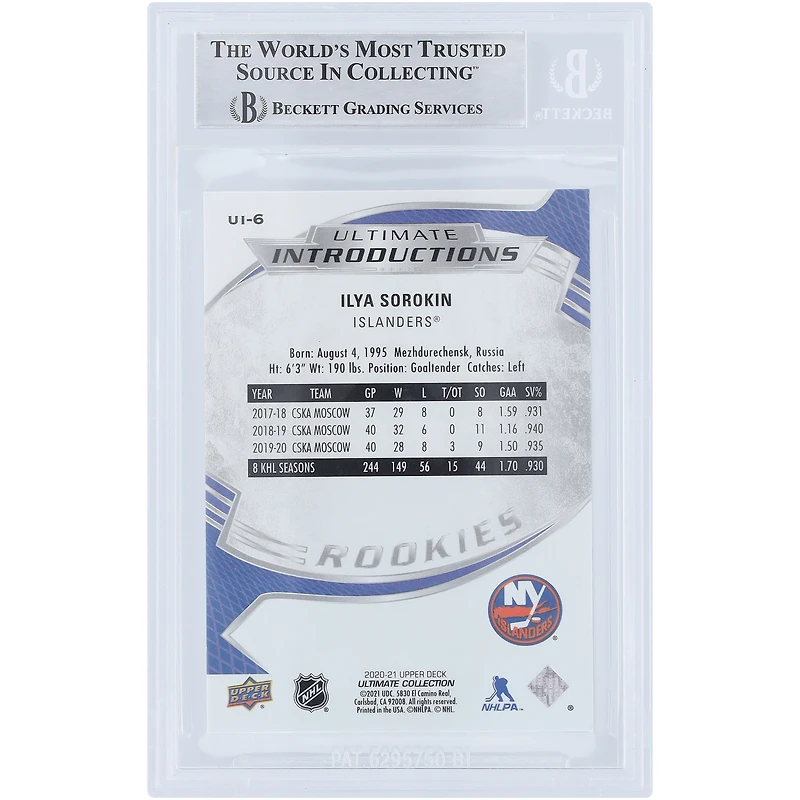 THE WORLD'S MOST TRUSTED
SOURCE IN COLLECTING™
B BECKETT GRADING SERVICES
B
BECKETT®
UI-6
ULTIMATE
INTRODUCTIONS
ILYA SOROKIN
ISLANDERS®
Born: August 4, 1995 Mezhdurechensk, Russia
Ht: 6'3" Wt: 190 lbs. Position: Goaltender Catches: Left
YEAR TEAM GP W L T/OT SO GAA SV%
2017-18 CSKA MOSCOW 37 29 8 0 8 1.59 .931
2018-19 CSKA MOSCOW 40 32 6 0 11 1.16 .940
2019-20 CSKA MOSCOW 40 28 8 3 9 1.50 .935
8 KHL SEASONS 244 149 56 15 44 1.70 .930
ROOKIES
NY
ISLANDERS
2020-21 UPPER DECK
ULTIMATE COLLECTION
©2021 UDC. 5830 El Camino Real,
Carlsbad, CA 92008. All rights reserved.
Printed in the USA. ©NHLPA. © NHL.
UPPER
DECK
NHL
NHLPA
®
PAT 6295750 B1